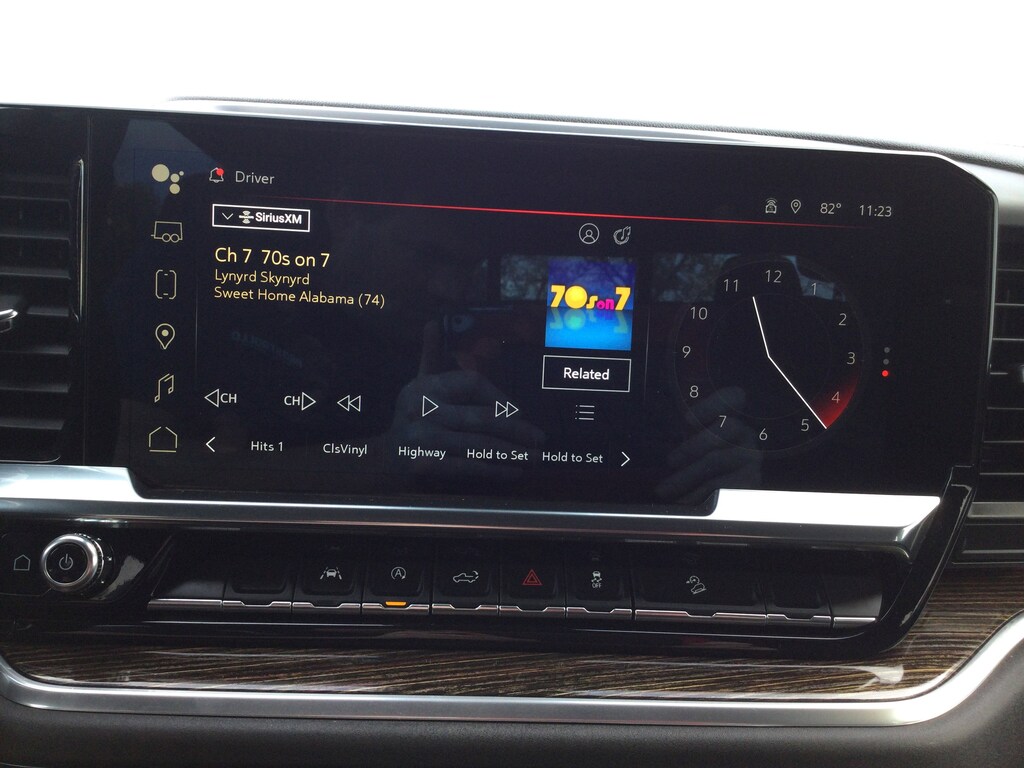 Driver
82° 11:23
SiriusXM
Ch 7 70s on 7
Lynyrd Skynyrd
Sweet Home Alabama (74)
70s on 7
Related
CH
CH
Hits 1 ClsVinyl Highway Hold to Set Hold to Set
12
1
2
3
4
5
6
7
8
9
10
11
A
OFF